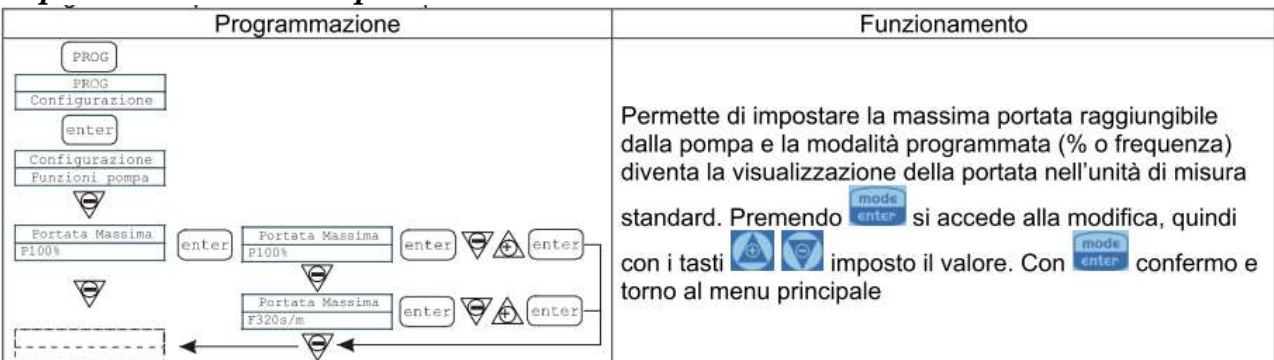 Programmazione
Funzionamento
PROG
PROG
Configurazione
enter
Configurazione
Funzioni pompa
Portata Massima
P100%
enter
Portata Massima
P100%
enter
enter
Portata Massima
F320s/m
enter
enter
Permette di impostare la massima portata raggiungibile
dalla pompa e la modalità programmata (% o frequenza)
diventa la visualizzazione della portata nell'unità di misura
standard. Premendo mode enter si accede alla modifica, quindi
con i tasti imposto il valore. Con mode enter confermo e
torno al menu principale